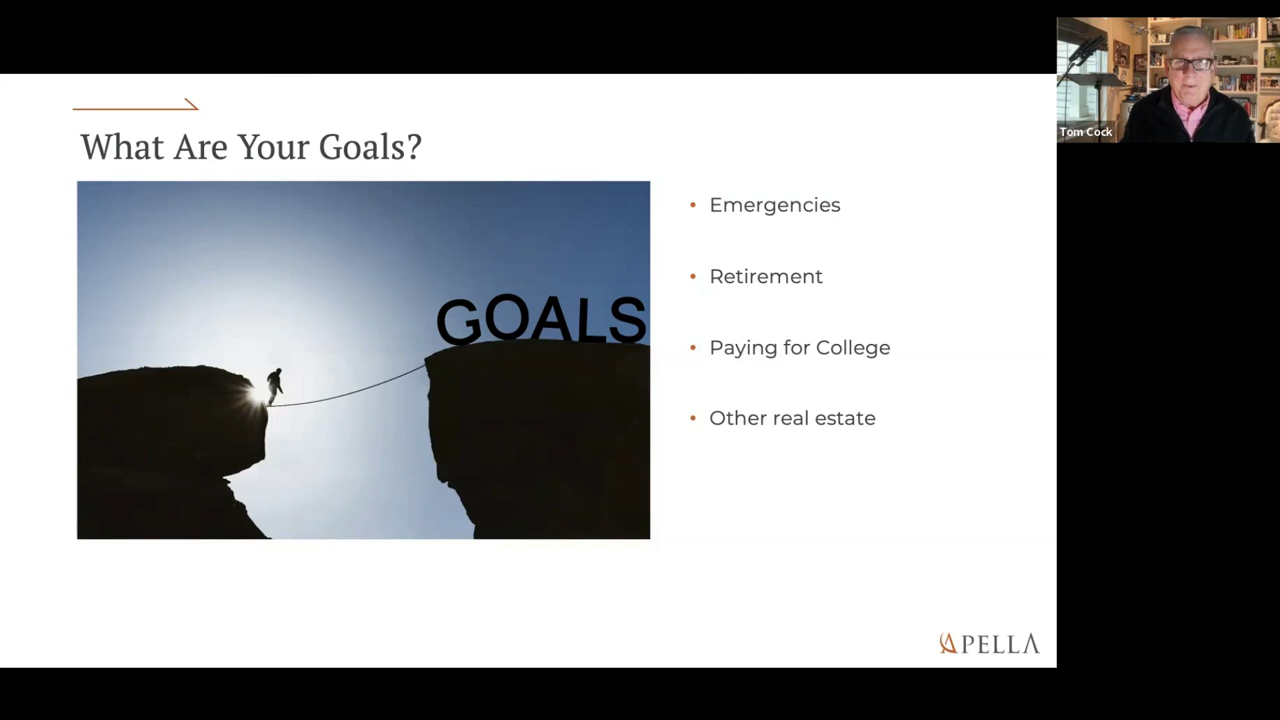 What Are Your Goals?
GOALS
• Emergencies
• Retirement
• Paying for College
• Other real estate
APELLA
Tom Cock